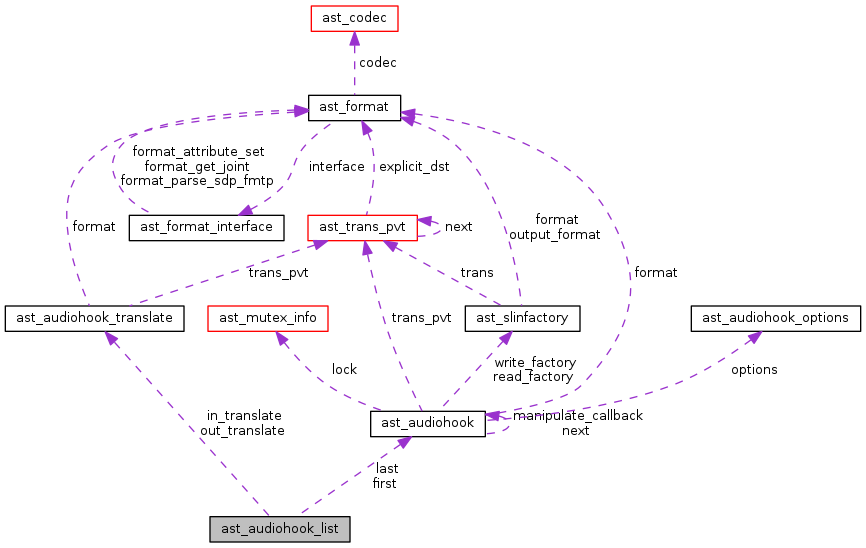 ast_codec
codec
ast_format
format_attribute_set
format_get_joint
format_parse_sdp_fmtp
interface
explicit_dst
ast_format_interface
ast_trans_pvt
next
format
format
output_format
trans_pvt
trans
format
ast_audiohook_translate
ast_mutex_info
ast_slinfactory
ast_audiohook_options
trans_pvt
lock
write_factory
read_factory
options
in_translate
out_translate
ast_audiohook
manipulate_callback
next
last
first
ast_audiohook_list